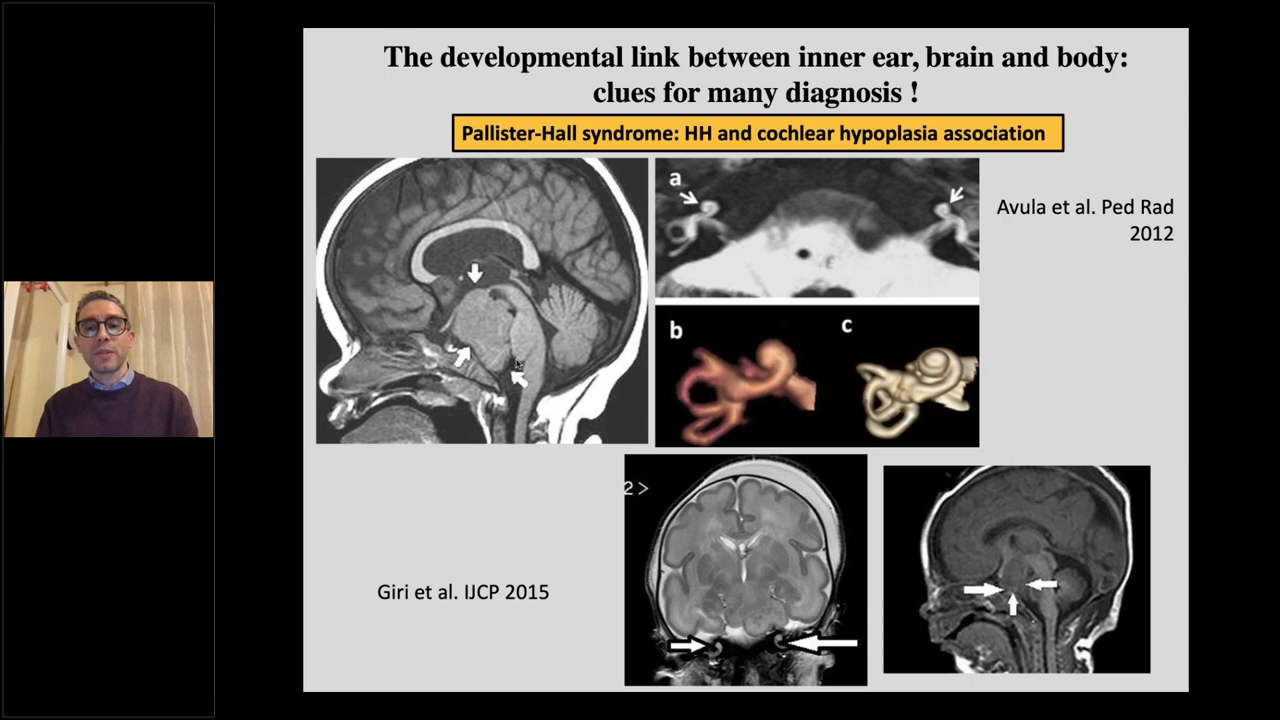 The developmental link between inner ear, brain and body:
clues for many diagnosis !
Pallister-Hall syndrome: HH and cochlear hypoplasia association
a
Avula et al. Ped Rad
2012
b
c
2 >
Giri et al. IJCP 2015